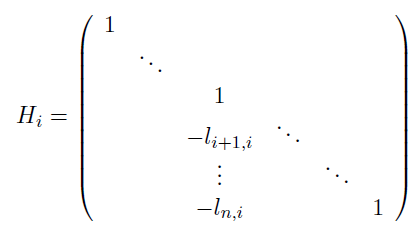 1
⋱
1
H_i =
-l_{i+1,i} ⋱
⋮ ⋱
-l_{n,i} 1